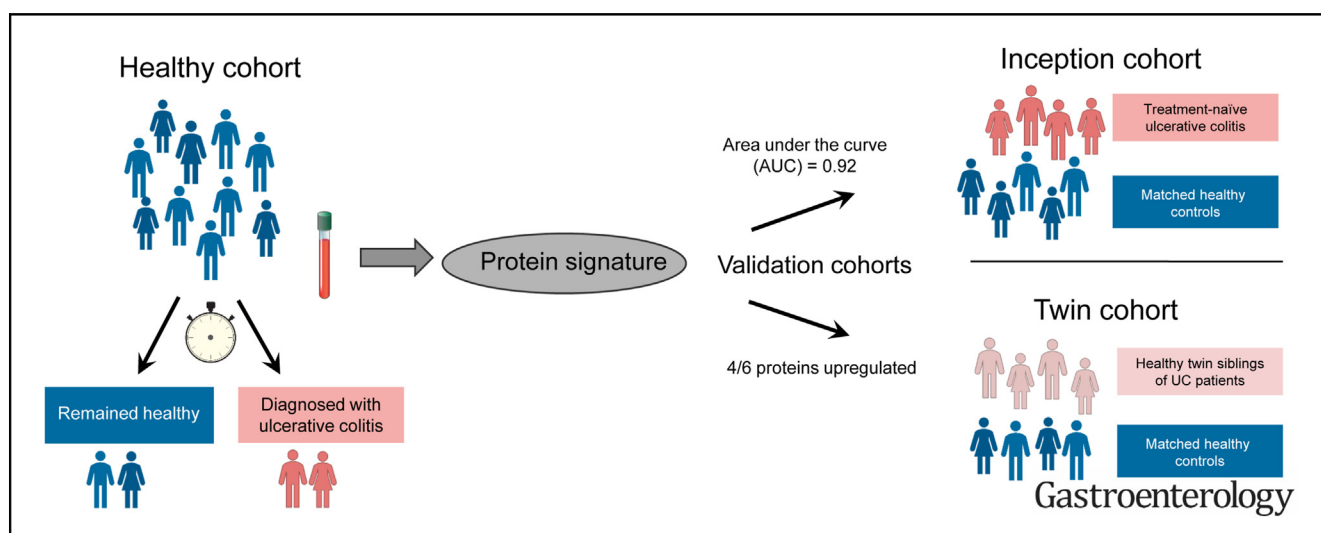 Healthy cohort
Remained healthy
Diagnosed with
ulcerative colitis
Protein signature
Area under the curve
(AUC) = 0.92
Validation cohorts
4/6 proteins upregulated
Inception cohort
Treatment-naïve
ulcerative colitis
Matched healthy
controls
Twin cohort
Healthy twin siblings
of UC patients
Matched healthy
controls
Gastroenterology